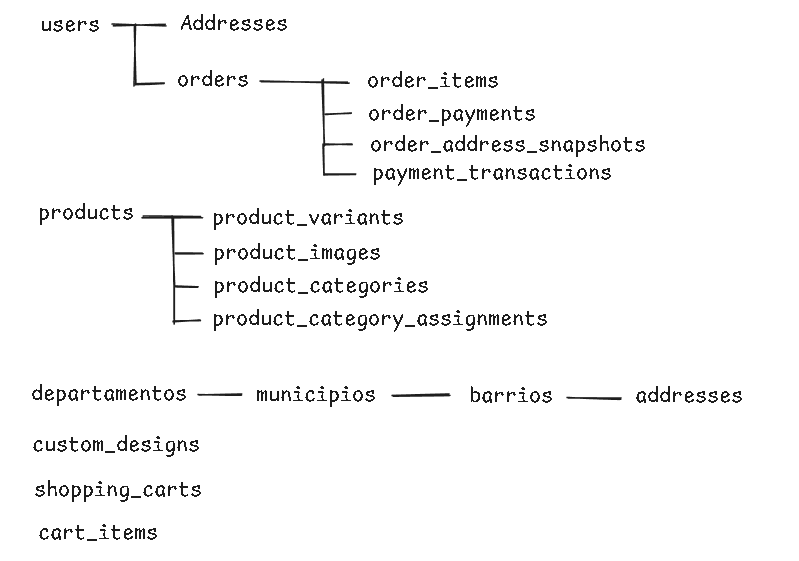 users Addresses
orders order_items
order_payments
order_address_snapshots
payment_transactions
products product_variants
product_images
product_categories
product_category_assignments
departamentos municipios barrios addresses
custom_designs
shopping_carts
cart_items